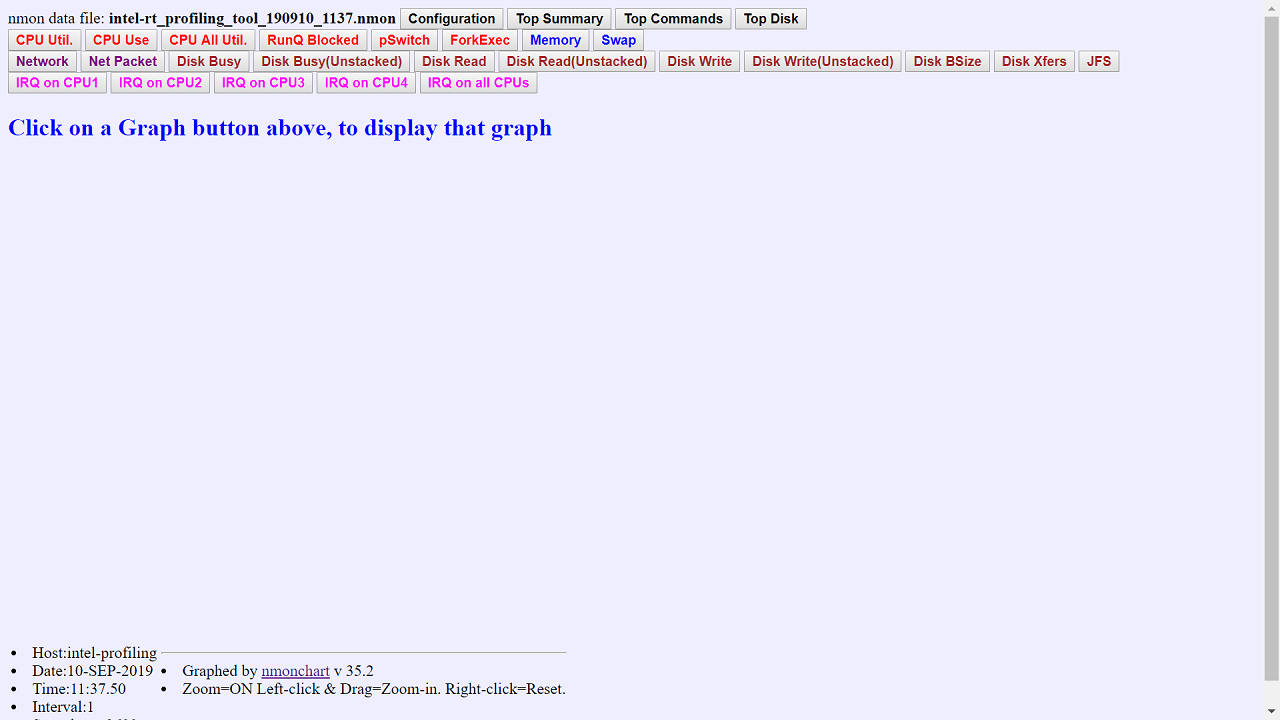 nmon data file: intel-rt_profiling_tool_190910_1137.nmon Configuration Top Summary Top Commands Top Disk
CPU Util. CPU Use CPU All Util. RunQ Blocked pSwitch ForkExec Memory Swap
Network Net Packet Disk Busy Disk Busy(Unstacked) Disk Read Disk Read(Unstacked) Disk Write Disk Write(Unstacked) Disk BSize Disk Xfers JFS
IRQ on CPU1 IRQ on CPU2 IRQ on CPU3 IRQ on CPU4 IRQ on all CPUs
Click on a Graph button above, to display that graph
• Host:intel-profiling
• Date:10-SEP-2019
• Time:11:37.50
• Interval:1
• Graphed by nmonchart v 35.2
• Zoom=ON Left-click & Drag=Zoom-in. Right-click=Reset.